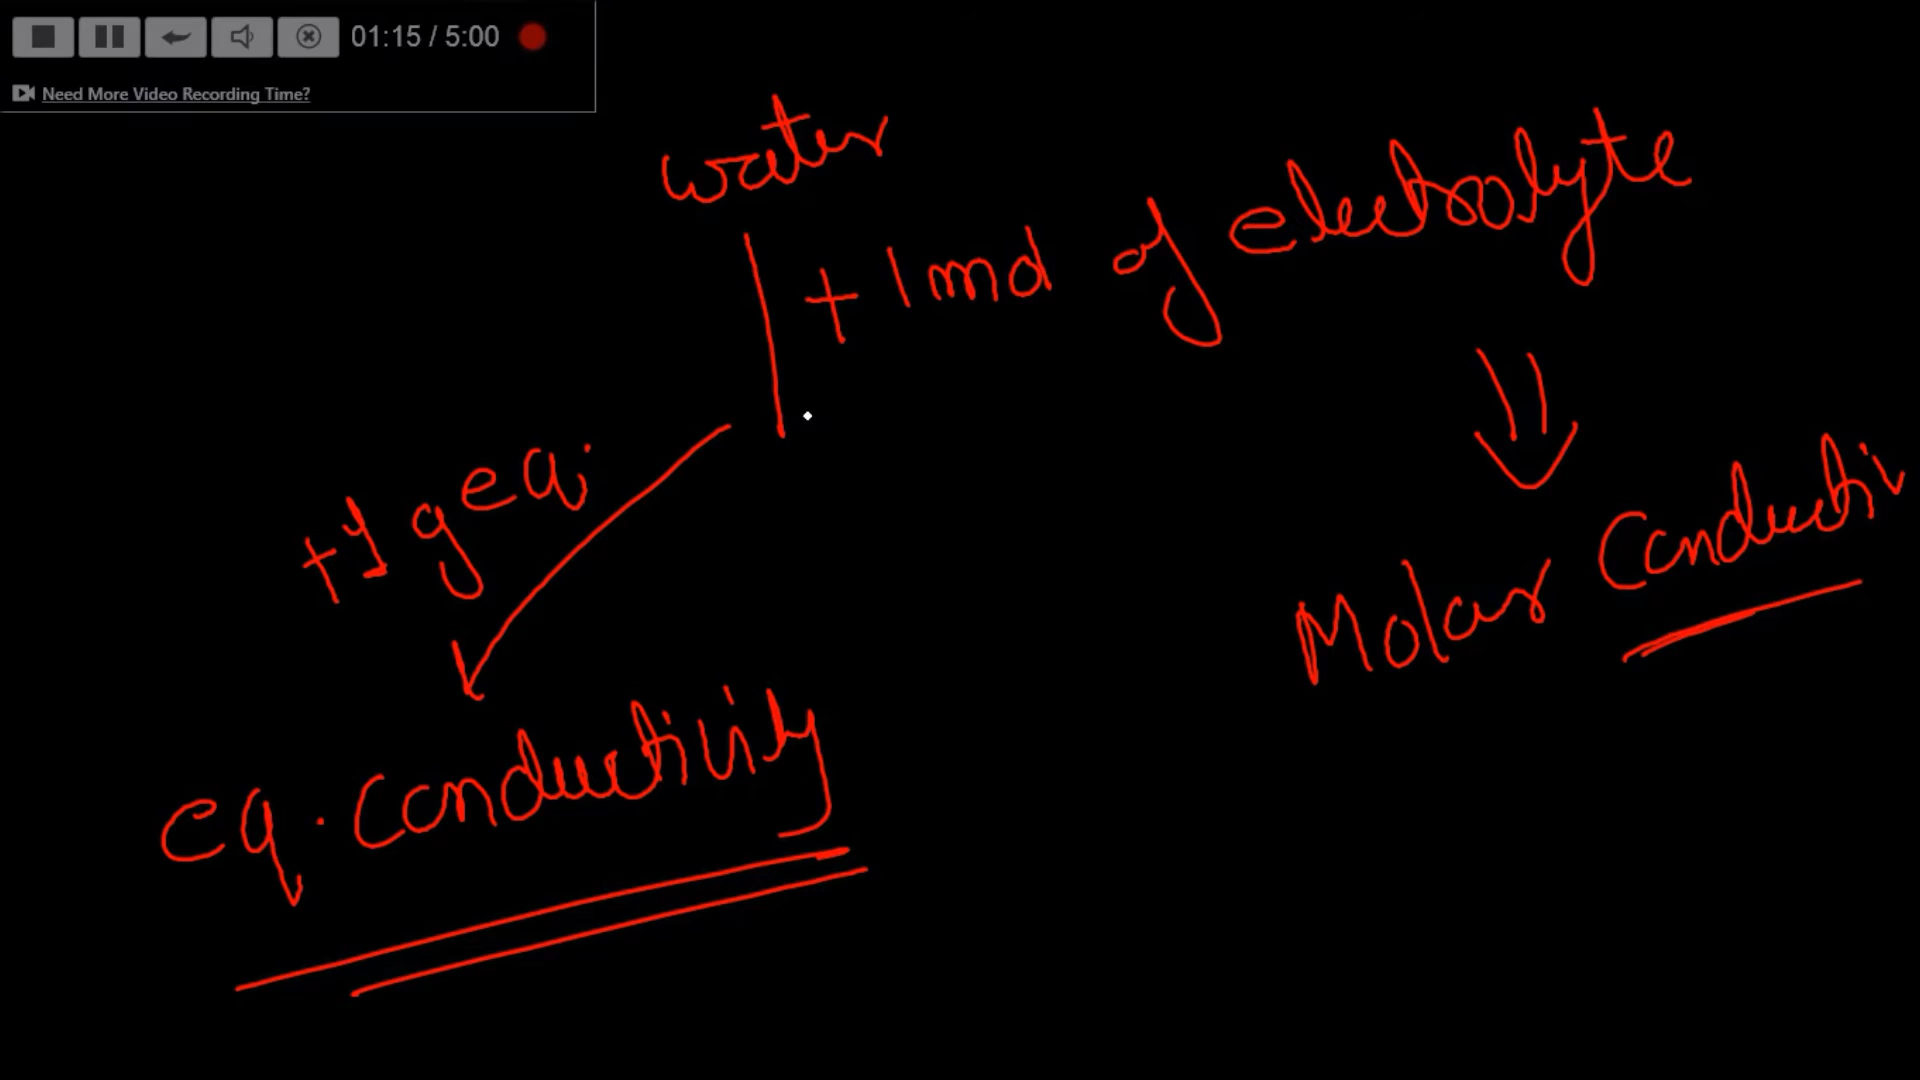 01:15 / 5:00
Need More Video Recording Time?
water
+ 1 mol of electrolyte
+1 g eq.
Molar Conducti
eq. Conductivity